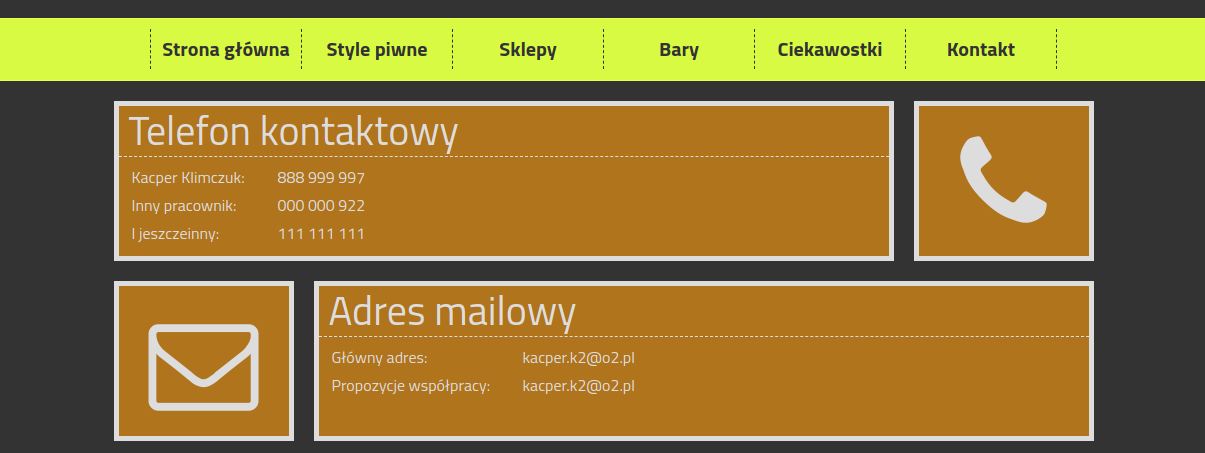 Strona główna Style piwne Sklepy Bary Ciekawostki Kontakt
Telefon kontaktowy
Kacper Klimczuk: 888 999 997
Inny pracownik: 000 000 922
I jeszczeinny: 111 111 111
Adres mailowy
Główny adres: kacper.k2@o2.pl
Propozycje współpracy: kacper.k2@o2.pl